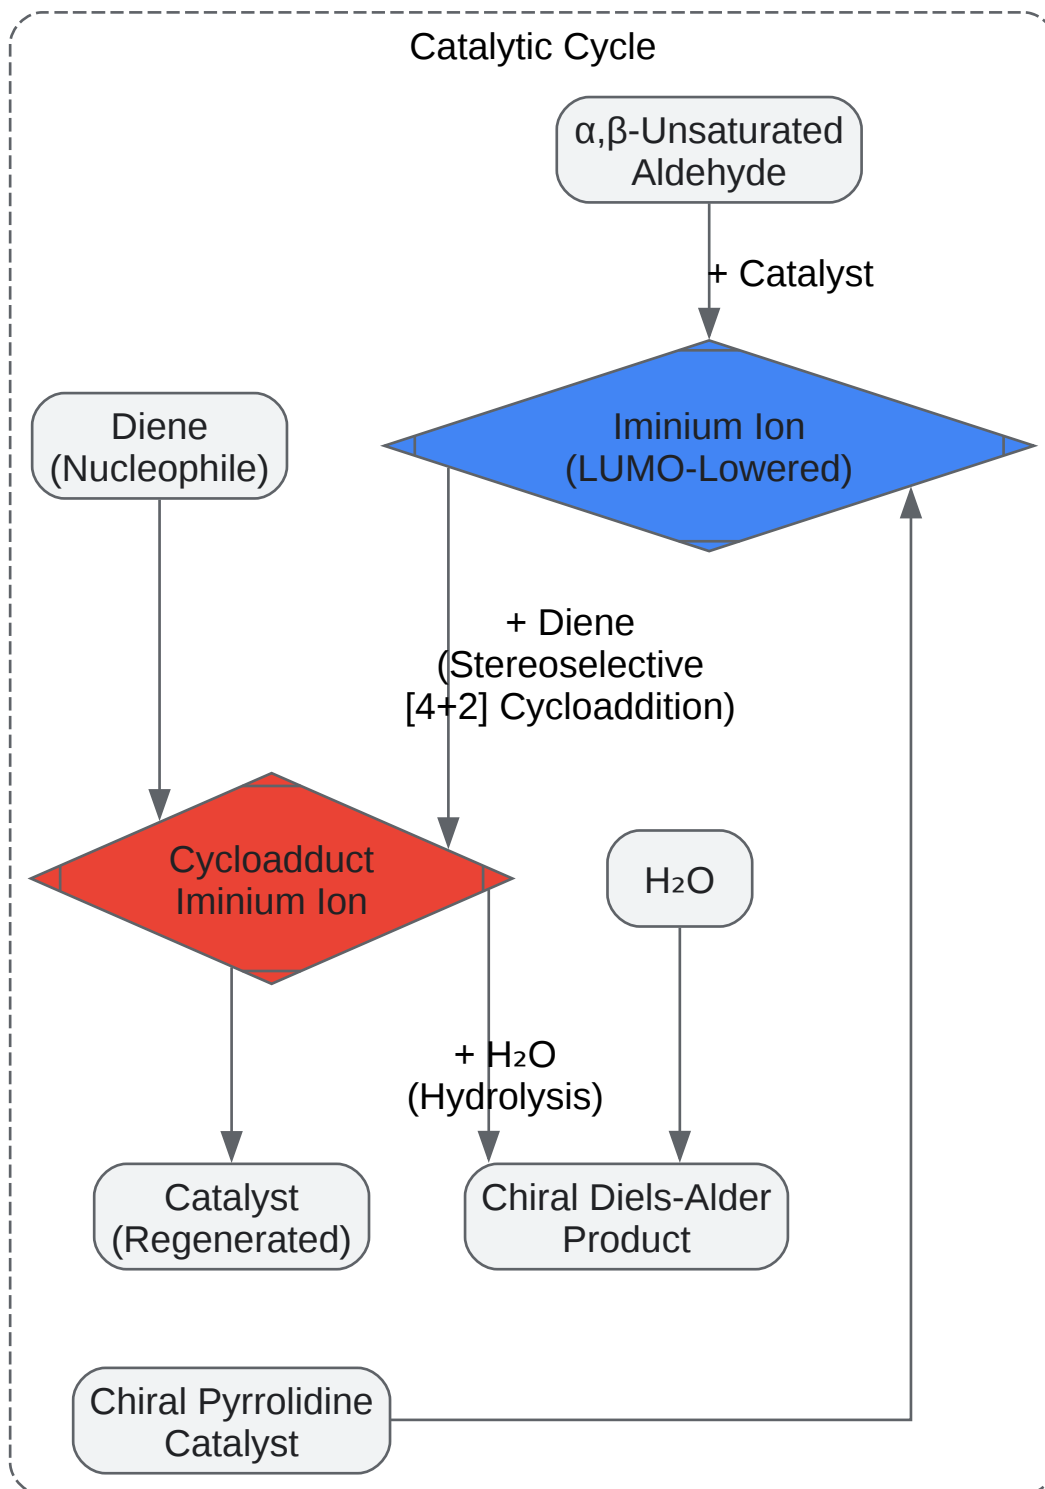 Catalytic Cycle
α,β-Unsaturated
Aldehyde
+ Catalyst
Diene
(Nucleophile)
Iminium Ion
(LUMO-Lowered)
+ Diene
(Stereoselective
[4+2] Cycloaddition)
Cycloadduct
Iminium Ion
H₂O
+ H₂O
(Hydrolysis)
Catalyst
(Regenerated)
Chiral Diels-Alder
Product
Chiral Pyrrolidine
Catalyst